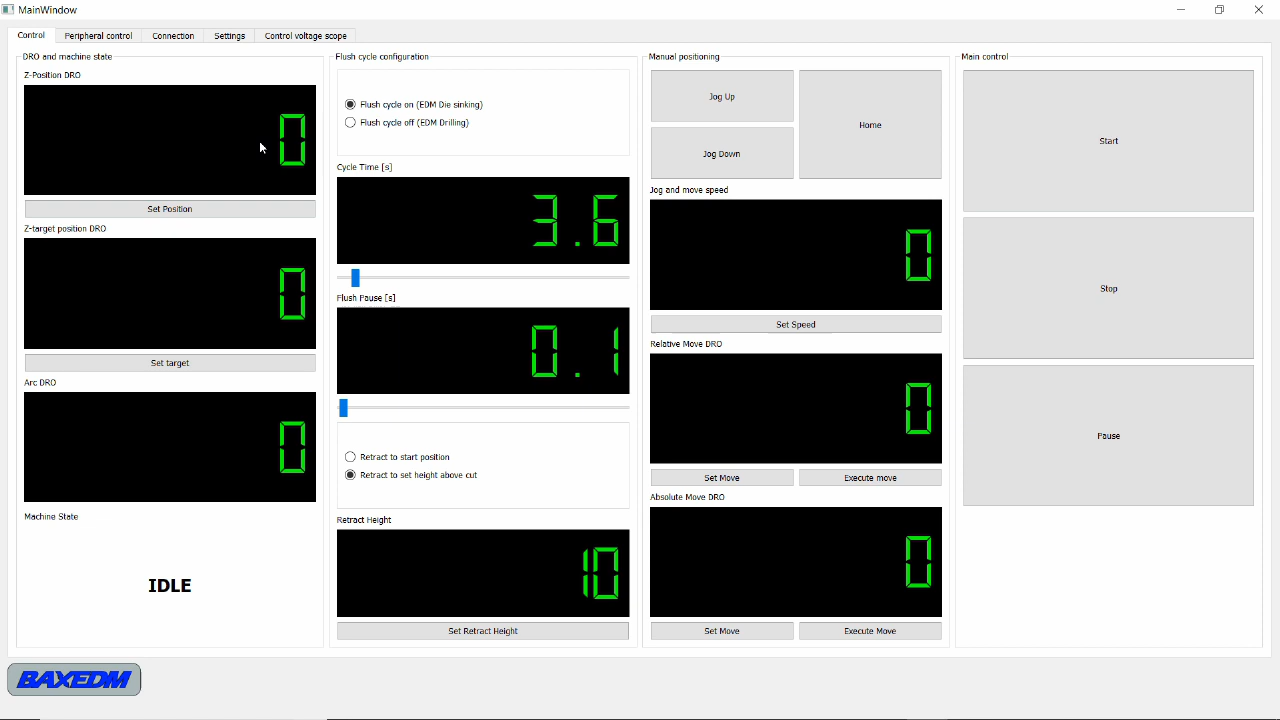 MainWindow
Control
Peripheral control
Connection
Settings
Control voltage scope
DRO and machine state
Z-Position DRO
0
Set Position
Z-target position DRO
0
Set target
Arc DRO
0
Machine State
IDLE
Flush cycle configuration
Flush cycle on (EDM Die sinking)
Flush cycle off (EDM Drilling)
Cycle Time [s]
3.6
Flush Pause [s]
0.1
Retract to start position
Retract to set height above cut
Retract Height
10
Set Retract Height
Manual positioning
Jog Up
Jog Down
Home
Jog and move speed
0
Set Speed
Relative Move DRO
0
Set Move
Execute move
Absolute Move DRO
0
Set Move
Execute Move
Main control
Start
Stop
Pause
BAXEDM